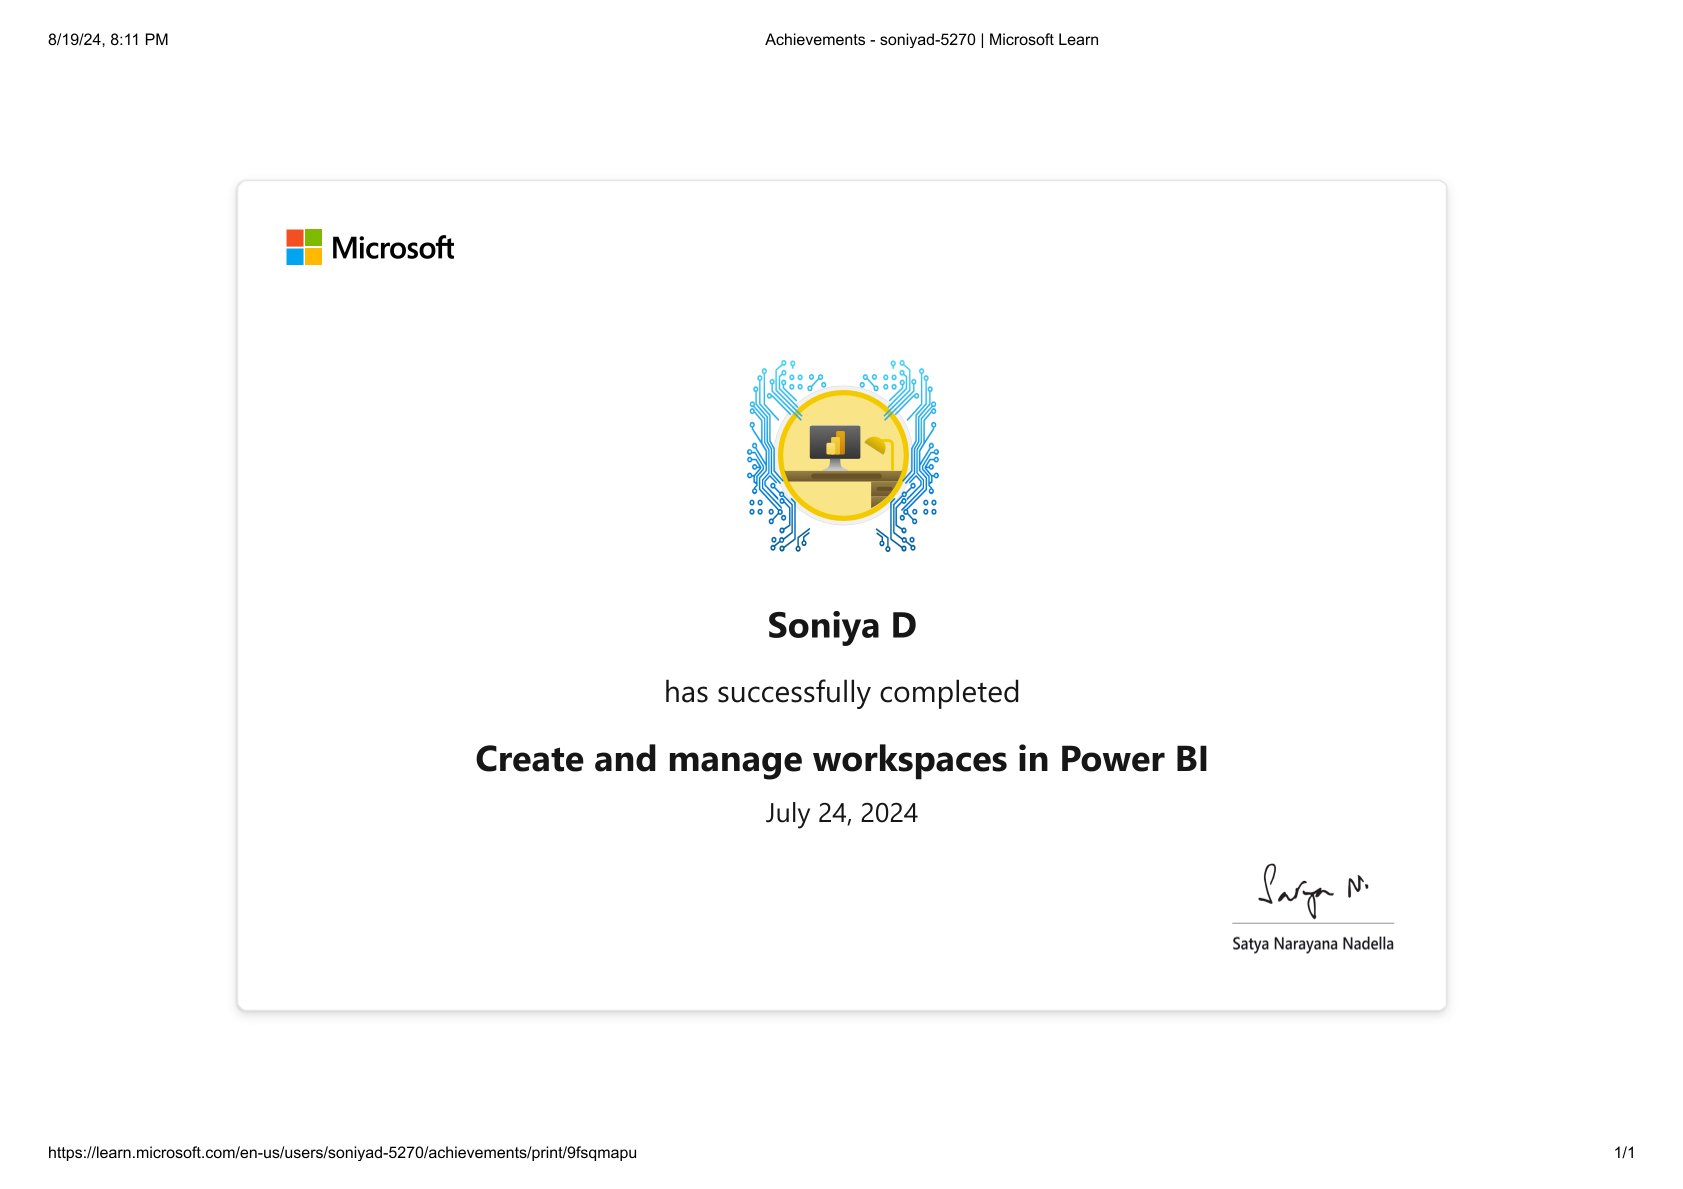 8/19/24, 8:11 PM
Achievements - soniyad-5270 | Microsoft Learn
Microsoft
Soniya D
has successfully completed
Create and manage workspaces in Power BI
July 24, 2024
Satya N.
Satya Narayana Nadella
https://learn.microsoft.com/en-us/users/soniyad-5270/achievements/print/9fsqmapu
1/1